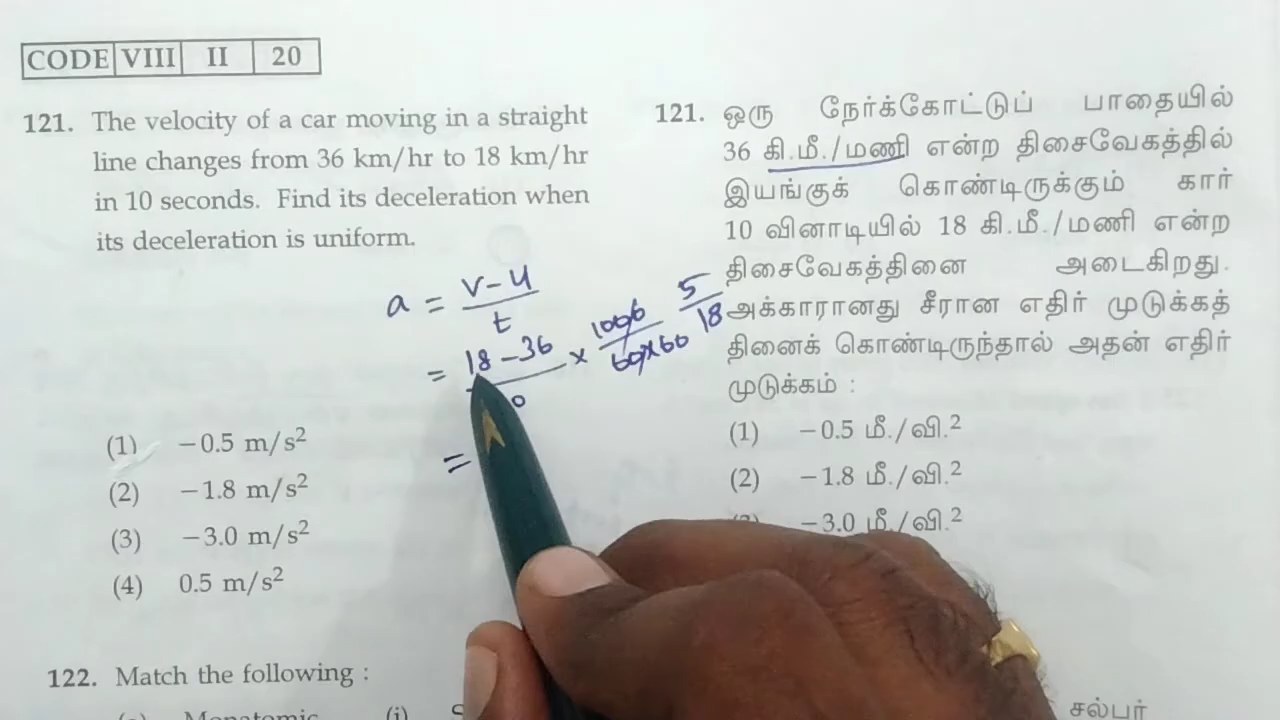 CODE VIII II 20
121. The velocity of a car moving in a straight
line changes from 36 km/hr to 18 km/hr
in 10 seconds. Find its deceleration when
its deceleration is uniform.
a = v-u/t
= 18-36/ × 1000/60×60 5/18
=
(1) −0.5 m/s²
(2) −1.8 m/s²
(3) −3.0 m/s²
(4) 0.5 m/s²
122. Match the following :
Monatomic (i)
121. ஒரு நேர்க்கோட்டுப் பாதையில்
36 கி.மீ./மணி என்ற திசைவேகத்தில்
இயங்குக் கொண்டிருக்கும் கார்
10 வினாடியில் 18 கி.மீ./மணி என்ற
திசைவேகத்தினை அடைகிறது.
அக்காரானது சீரான எதிர் முடுக்கத்
தினைக் கொண்டிருந்தால் அதன் எதிர்
முடுக்கம் :
(1) −0.5 மீ./வி.²
(2) −1.8 மீ./வி.²
−3.0 மீ./வி.²
சல்பர்